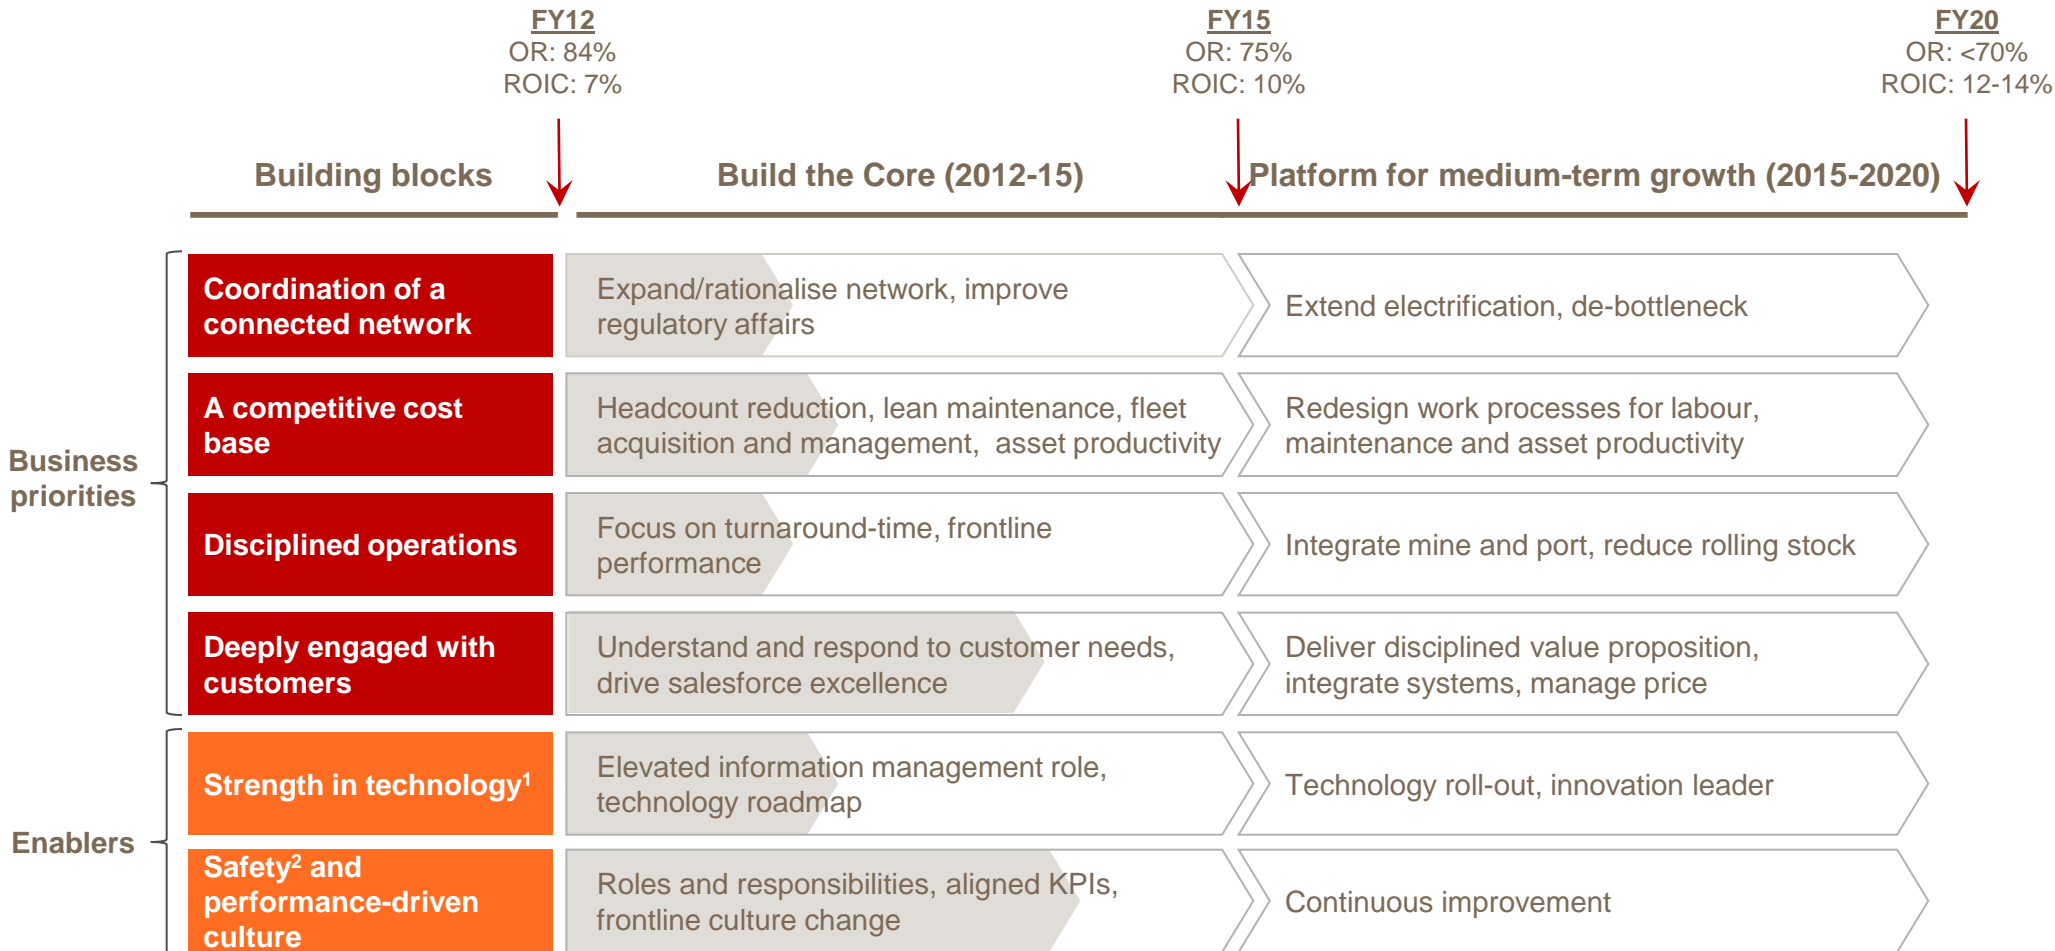 FY12
OR: 84%
ROIC: 7%
FY15
OR: 75%
ROIC: 10%
FY20
OR: <70%
ROIC: 12-14%
Building blocks
Build the Core (2012-15)
Platform for medium-term growth (2015-2020)
Business
priorities
Coordination of a
connected network
Expand/rationalise network, improve
regulatory affairs
Extend electrification, de-bottleneck
A competitive cost
base
Headcount reduction, lean maintenance, fleet
acquisition and management, asset productivity
Redesign work processes for labour,
maintenance and asset productivity
Disciplined operations
Focus on turnaround-time, frontline
performance
Integrate mine and port, reduce rolling stock
Deeply engaged with
customers
Understand and respond to customer needs,
drive salesforce excellence
Deliver disciplined value proposition,
integrate systems, manage price
Enablers
Strength in technology¹
Elevated information management role,
technology roadmap
Technology roll-out, innovation leader
Safety² and
performance-driven
culture
Roles and responsibilities, aligned KPIs,
frontline culture change
Continuous improvement